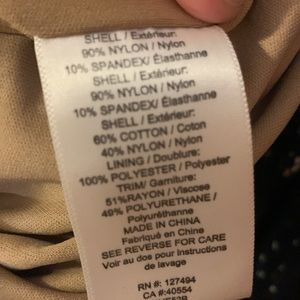 SHELL / Extérieur:
90% NYLON / Nylon
10% SPANDEX/ Élasthanne
SHELL / Extérieur:
90% NYLON / Nylon
10% SPANDEX/ Élasthanne
SHELL / Extérieur:
60% COTTON / Coton
40% NYLON / Nylon
LINING / Doublure:
100% POLYESTER / Polyester
TRIM/ Garniture:
51%RAYON / Viscose
49% POLYURETHANE /
Polyuréthane
MADE IN CHINA
Fabriqué en Chine
SEE REVERSE FOR CARE
Voir au dos pour instructions
de lavage
RN #: 127494
CA #:40554